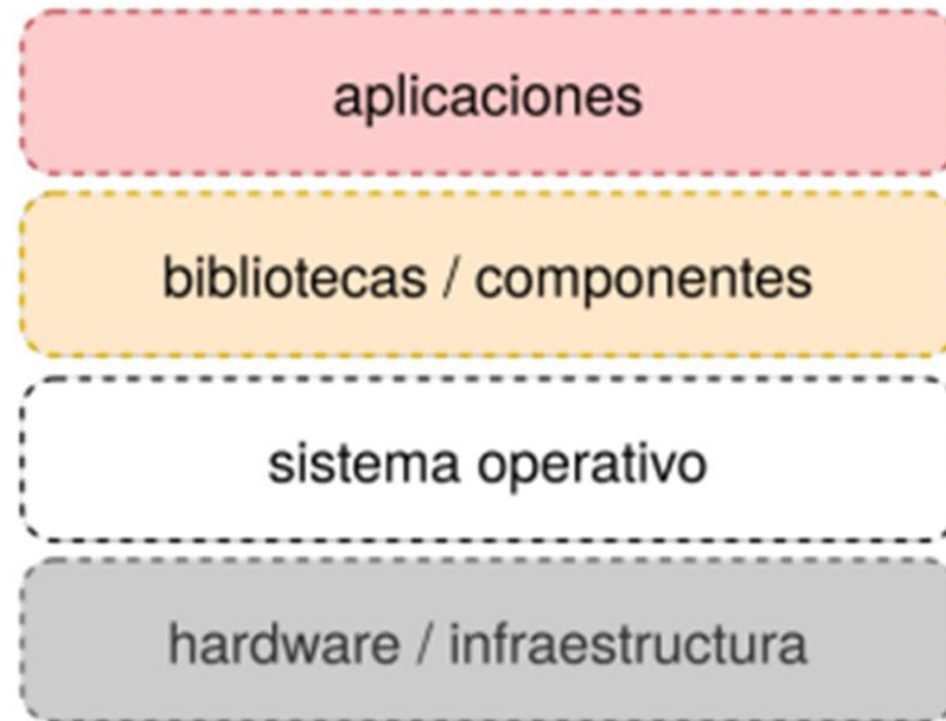 aplicaciones
bibliotecas / componentes
sistema operativo
hardware / infraestructura